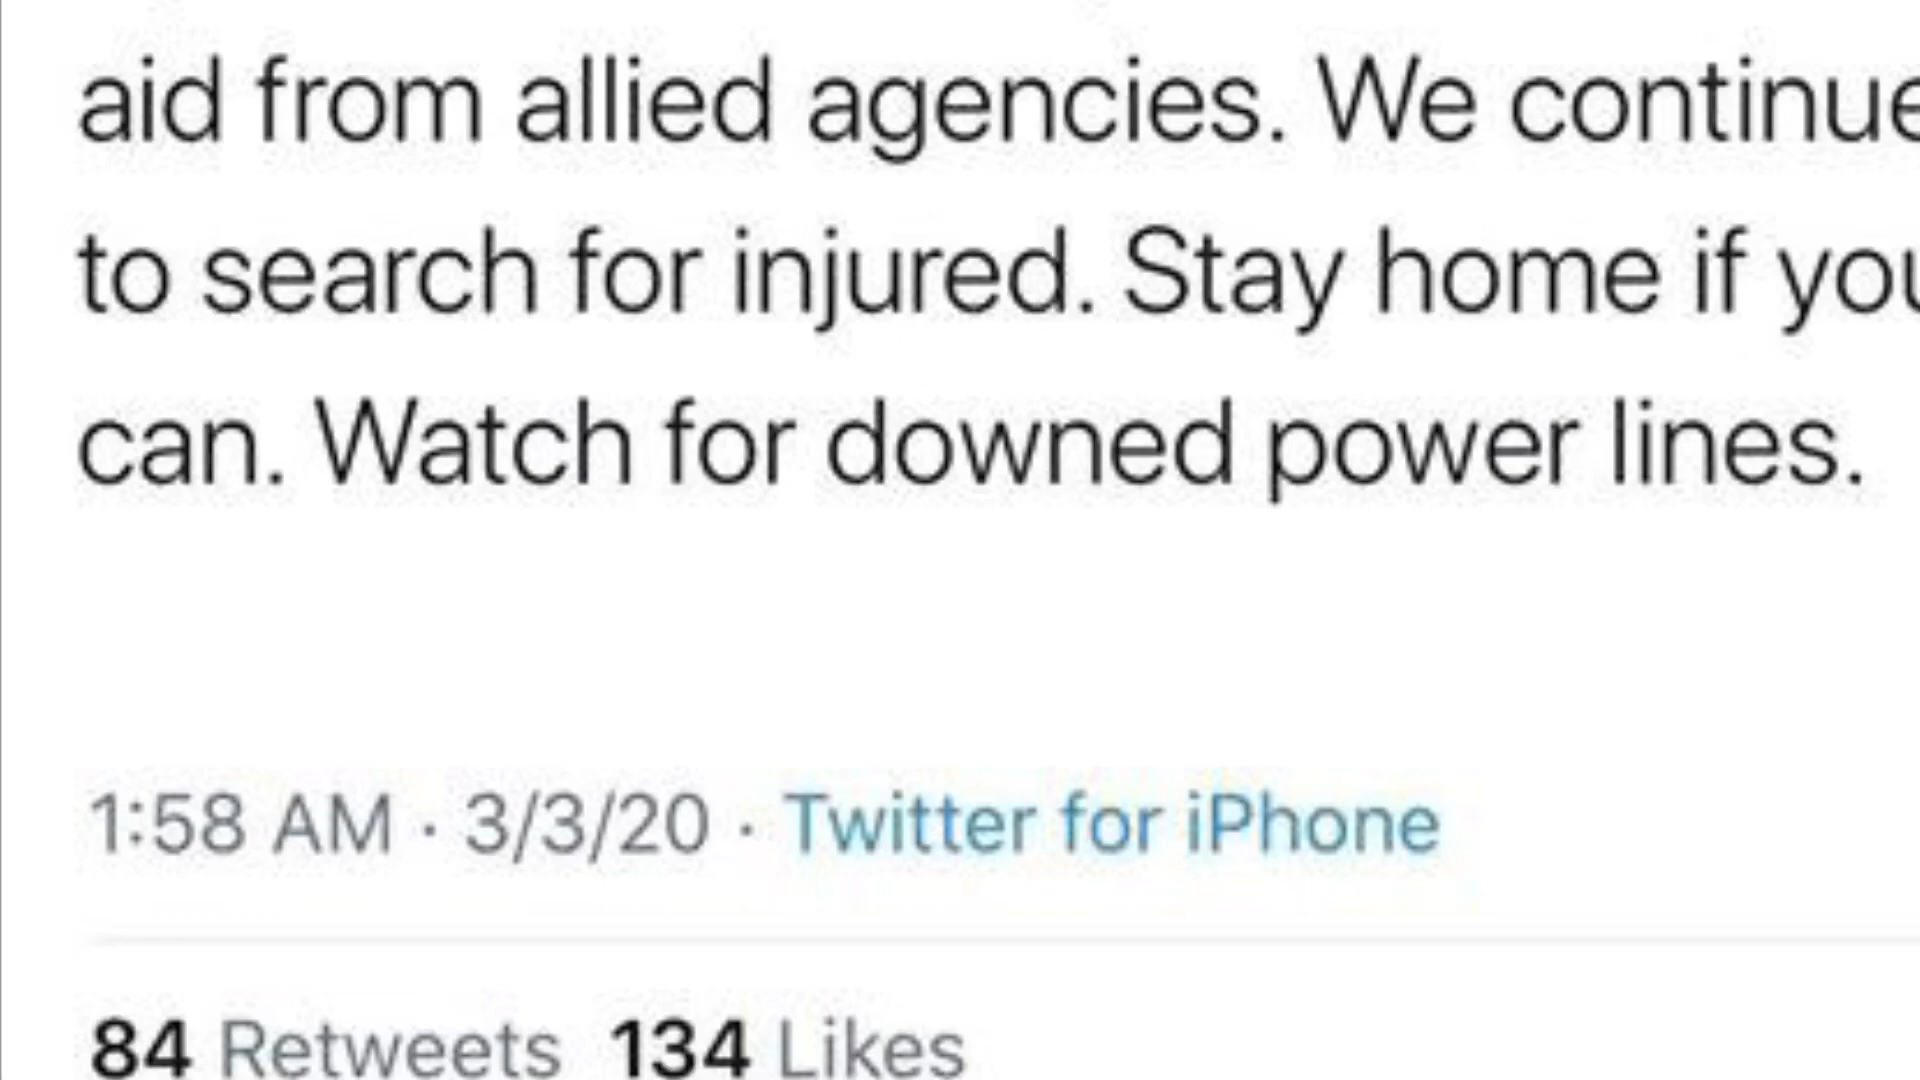 aid from allied agencies. We continue
to search for injured. Stay home if you
can. Watch for downed power lines.
1:58 AM · 3/3/20 · Twitter for iPhone
84 Retweets 134 Likes